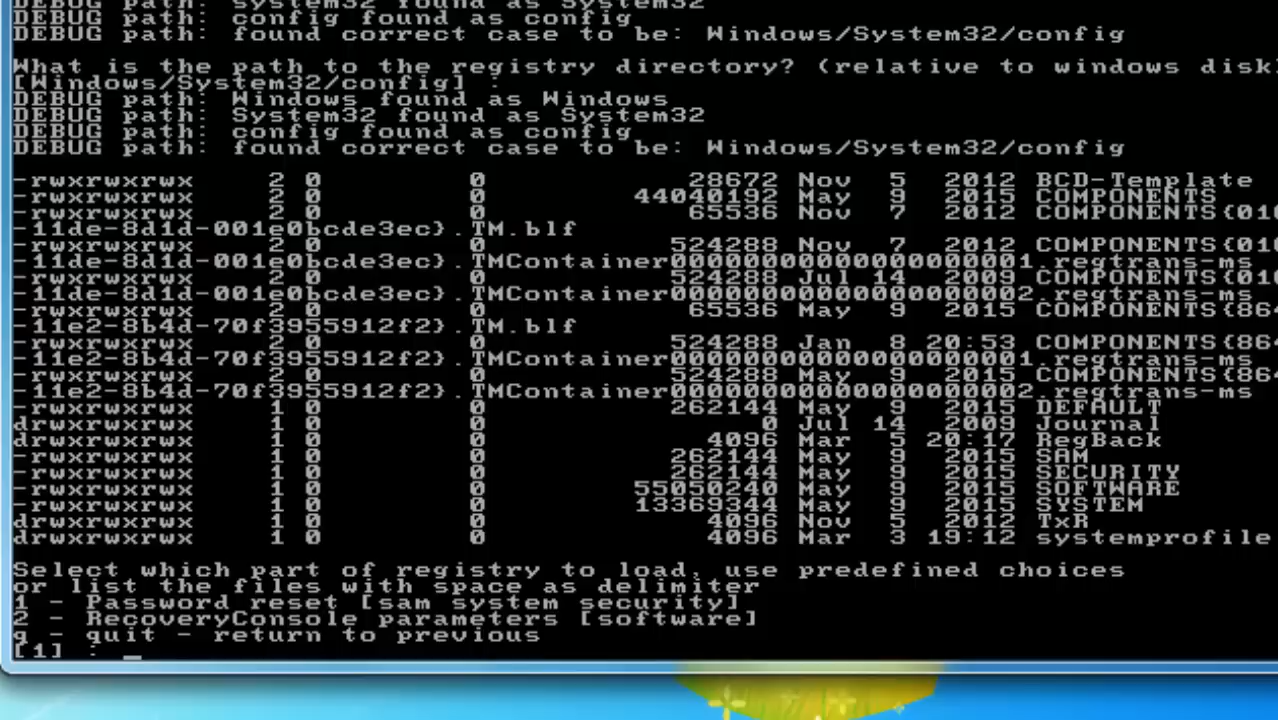 DEBUG path: system32 found as System32
DEBUG path: config found as config
DEBUG path: found correct case to be: Windows/System32/config
What is the path to the registry directory? (relative to windows disk
[Windows/System32/config] :
DEBUG path: Windows found as Windows
DEBUG path: System32 found as System32
DEBUG path: config found as config
DEBUG path: found correct case to be: Windows/System32/config
-rwxrwxrwx 2 0 0 28672 Nov 5 2012 BCD-Template
-rwxrwxrwx 2 0 0 44040192 May 9 2015 COMPONENTS
-rwxrwxrwx 2 0 0 65536 Nov 7 2012 COMPONENTS{01
-11de-8d1d-001e0bcde3ec}.TM.blf
-rwxrwxrwx 2 0 0 524288 Nov 7 2012 COMPONENTS{01
-11de-8d1d-001e0bcde3ec}.TMContainer00000000000000000001.regtrans-ms
-rwxrwxrwx 2 0 0 524288 Jul 14 2009 COMPONENTS{01
-11de-8d1d-001e0bcde3ec}.TMContainer00000000000000000002.regtrans-ms
-rwxrwxrwx 2 0 0 65536 May 9 2015 COMPONENTS{864
-11e2-8b4d-70f3955912f2}.TM.blf
-rwxrwxrwx 2 0 0 524288 Jan 8 20:53 COMPONENTS{864
-11e2-8b4d-70f3955912f2}.TMContainer00000000000000000001.regtrans-ms
-rwxrwxrwx 2 0 0 524288 May 9 2015 COMPONENTS{864
-11e2-8b4d-70f3955912f2}.TMContainer00000000000000000002.regtrans-ms
-rwxrwxrwx 1 0 0 262144 May 9 2015 DEFAULT
drwxrwxrwx 1 0 0 0 Jul 14 2009 Journal
drwxrwxrwx 1 0 0 4096 Mar 5 20:17 RegBack
-rwxrwxrwx 1 0 0 262144 May 9 2015 SAM
-rwxrwxrwx 1 0 0 262144 May 9 2015 SECURITY
-rwxrwxrwx 1 0 0 55050240 May 9 2015 SOFTWARE
-rwxrwxrwx 1 0 0 13369344 May 9 2015 SYSTEM
drwxrwxrwx 1 0 0 4096 Nov 5 2012 TxR
drwxrwxrwx 1 0 0 4096 Mar 3 19:12 systemprofile
Select which part of registry to load, use predefined choices
or list the files with space as delimiter
1 - Password reset [sam system security]
2 - RecoveryConsole parameters [software]
q - quit - return to previous
[1] : _